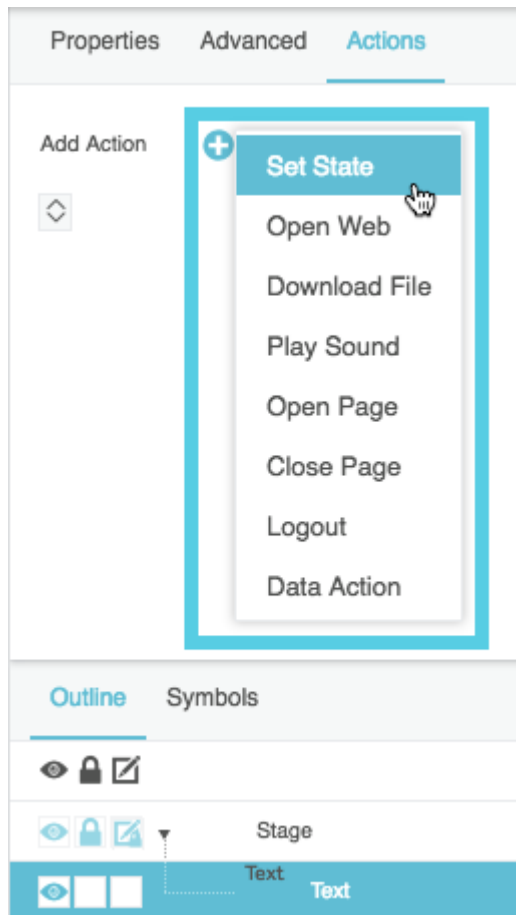 Properties Advanced Actions
Add Action
Set State
Open Web
Download File
Play Sound
Open Page
Close Page
Logout
Data Action
Outline Symbols
Stage
Text
Text